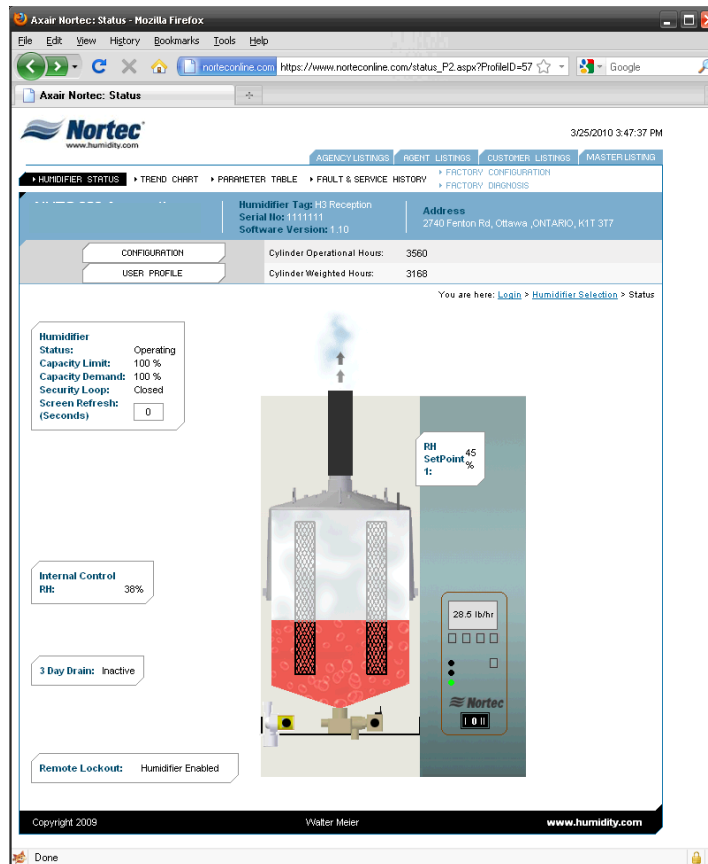 Axair Nortec: Status - Mozilla Firefox
File Edit View History Bookmarks Tools Help
norteconline.com https://www.norteconline.com/status_P2.aspx?ProfileID=57 Google
Axair Nortec: Status
Nortec
www.humidity.com
3/25/2010 3:47:37 PM
AGENCY LISTINGS AGENT LISTINGS CUSTOMER LISTINGS MASTER LISTING
HUMIDIFIER STATUS TREND CHART PARAMETER TABLE FAULT & SERVICE HISTORY FACTORY CONFIGURATION
FACTORY DIAGNOSIS
Humidifier Tag: H3 Reception
Serial No: 1111111
Software Version: 1.10
Address
2740 Fenton Rd, Ottawa ,ONTARIO, K1T 3T7
CONFIGURATION Cylinder Operational Hours: 3560
USER PROFILE Cylinder Weighted Hours: 3168
You are here: Login > Humidifier Selection > Status
Humidifier
Status: Operating
Capacity Limit: 100 %
Capacity Demand: 100 %
Security Loop: Closed
Screen Refresh:
(Seconds) 0
RH
SetPoint 45
1: %
Internal Control
RH: 38%
28.5 lb/hr
3 Day Drain: Inactive
Nortec
I 0 II
Remote Lockout: Humidifier Enabled
Copyright 2009 Walter Meier www.humidity.com
Done